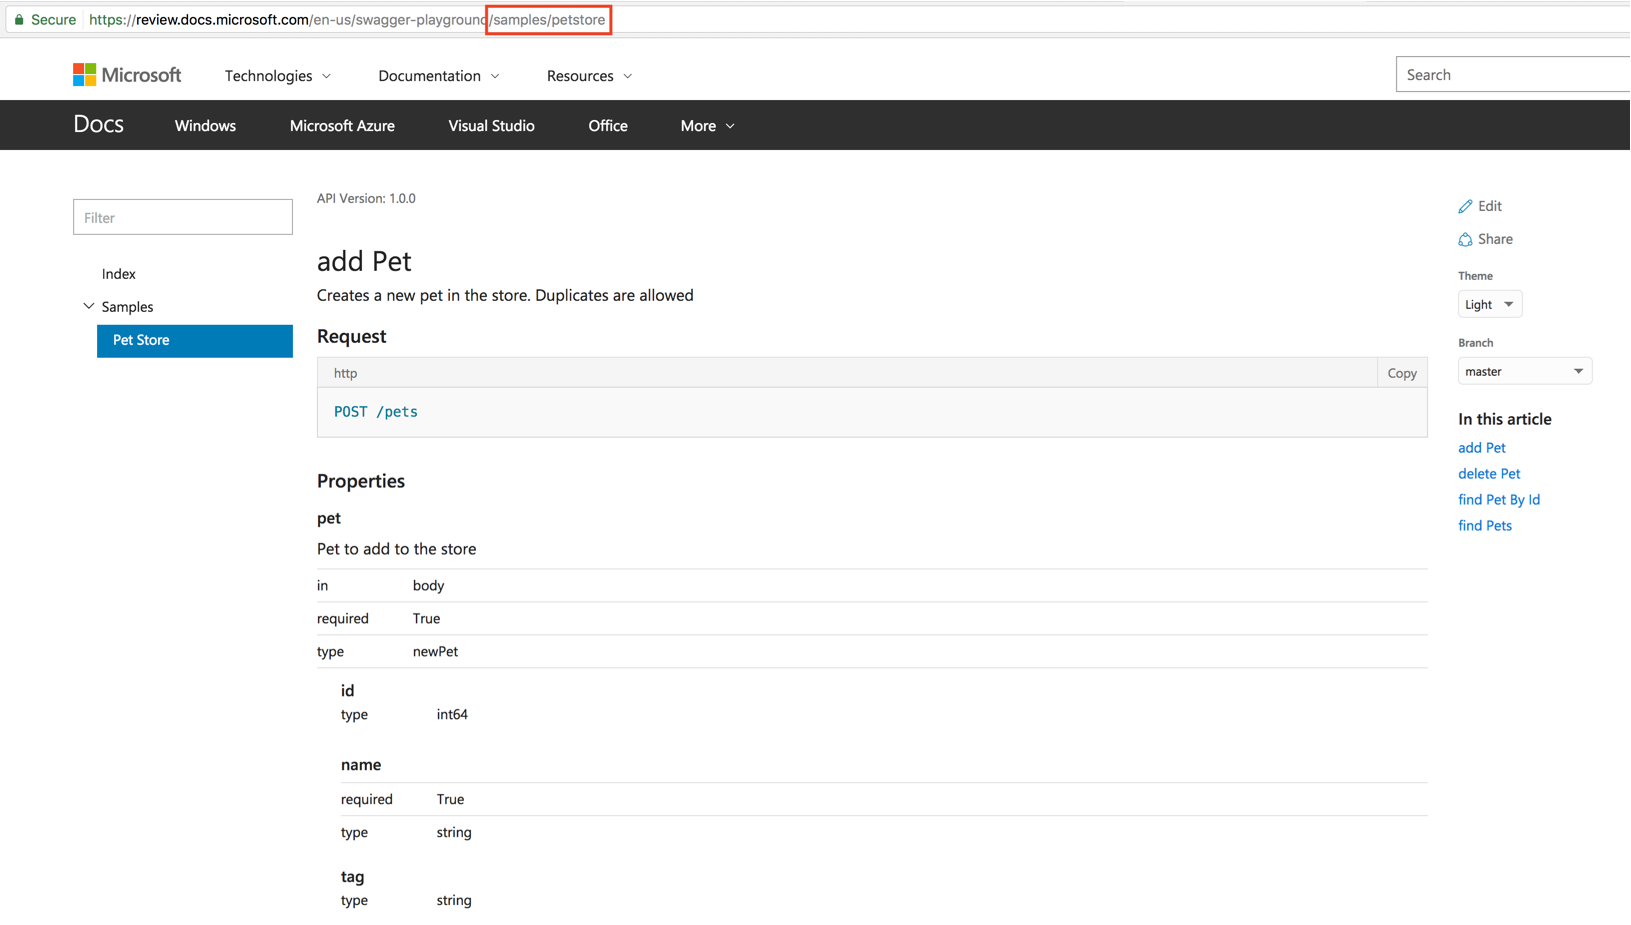 Secure https://review.docs.microsoft.com/en-us/swagger-playground/samples/petstore
Microsoft Technologies Documentation Resources Search
Docs Windows Microsoft Azure Visual Studio Office More
Filter
Index
Samples
Pet Store
API Version: 1.0.0
add Pet
Creates a new pet in the store. Duplicates are allowed
Request
http Copy
POST /pets
Properties
pet
Pet to add to the store
in body
required True
type newPet
id
type int64
name
required True
type string
tag
type string
Edit
Share
Theme
Light
Branch
master
In this article
add Pet
delete Pet
find Pet By Id
find Pets